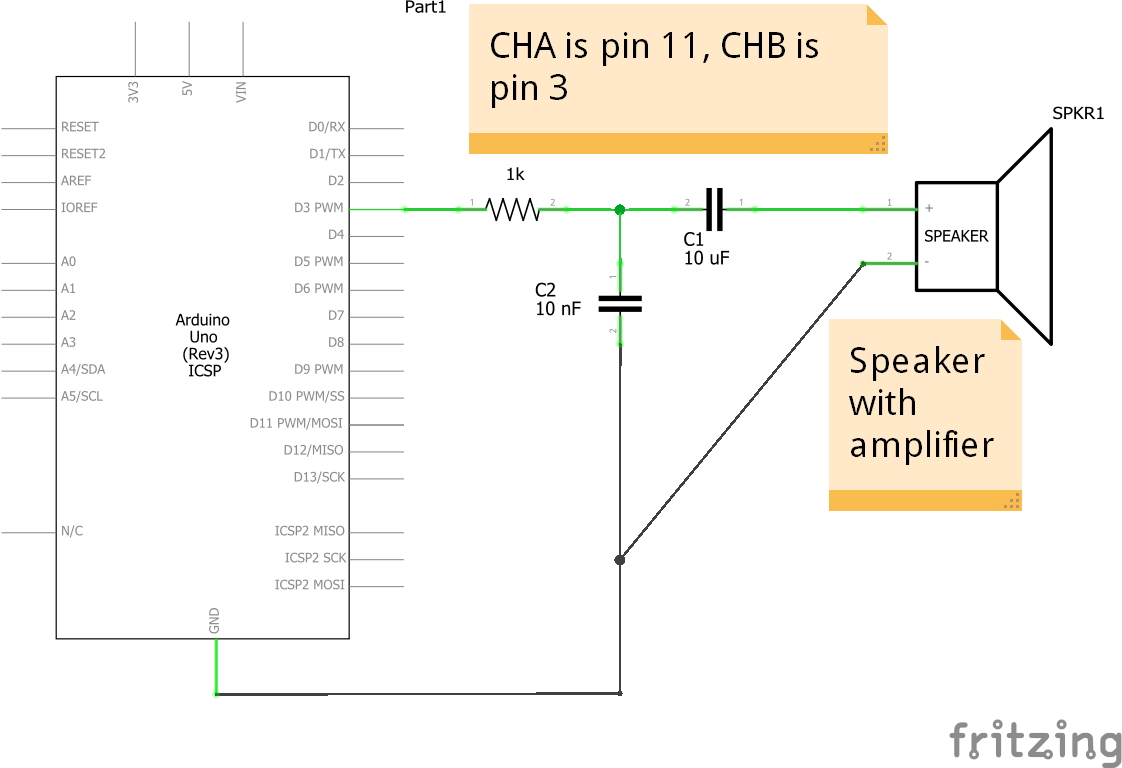 Part1
CHA is pin 11, CHB is
pin 3
3V3
5V
VIN
RESET
RESET2
AREF
IOREF
A0
A1
A2
A3
A4/SDA
A5/SCL
N/C
Arduino
Uno
(Rev3)
ICSP
D0/RX
D1/TX
D2
D3 PWM
D4
D5 PWM
D6 PWM
D7
D8
D9 PWM
D10 PWM/SS
D11 PWM/MOSI
D12/MISO
D13/SCK
ICSP2 MISO
ICSP2 SCK
ICSP2 MOSI
GND
1k
1
2
2
1
C1
10 uF
1
C2
10 nF
2
SPKR1
1
+
SPEAKER
2
-
Speaker
with
amplifier
fritzing